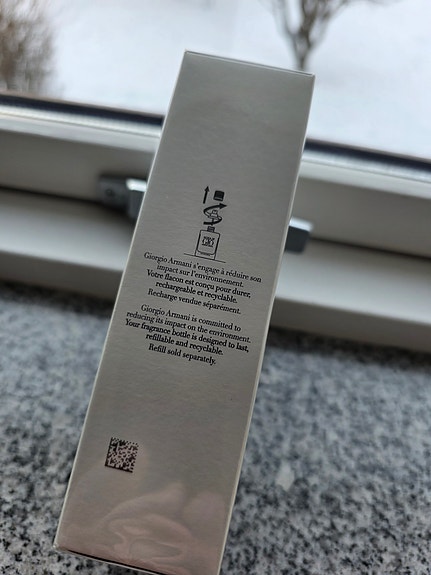 Giorgio Armani s'engage à réduire son
impact sur l'environnement.
Votre flacon est conçu pour durer,
rechargeable et recyclable.
Recharge vendue séparément.
Giorgio Armani is committed to
reducing its impact on the environment.
Your fragrance bottle is designed to last,
refillable and recyclable.
Refill sold separately.